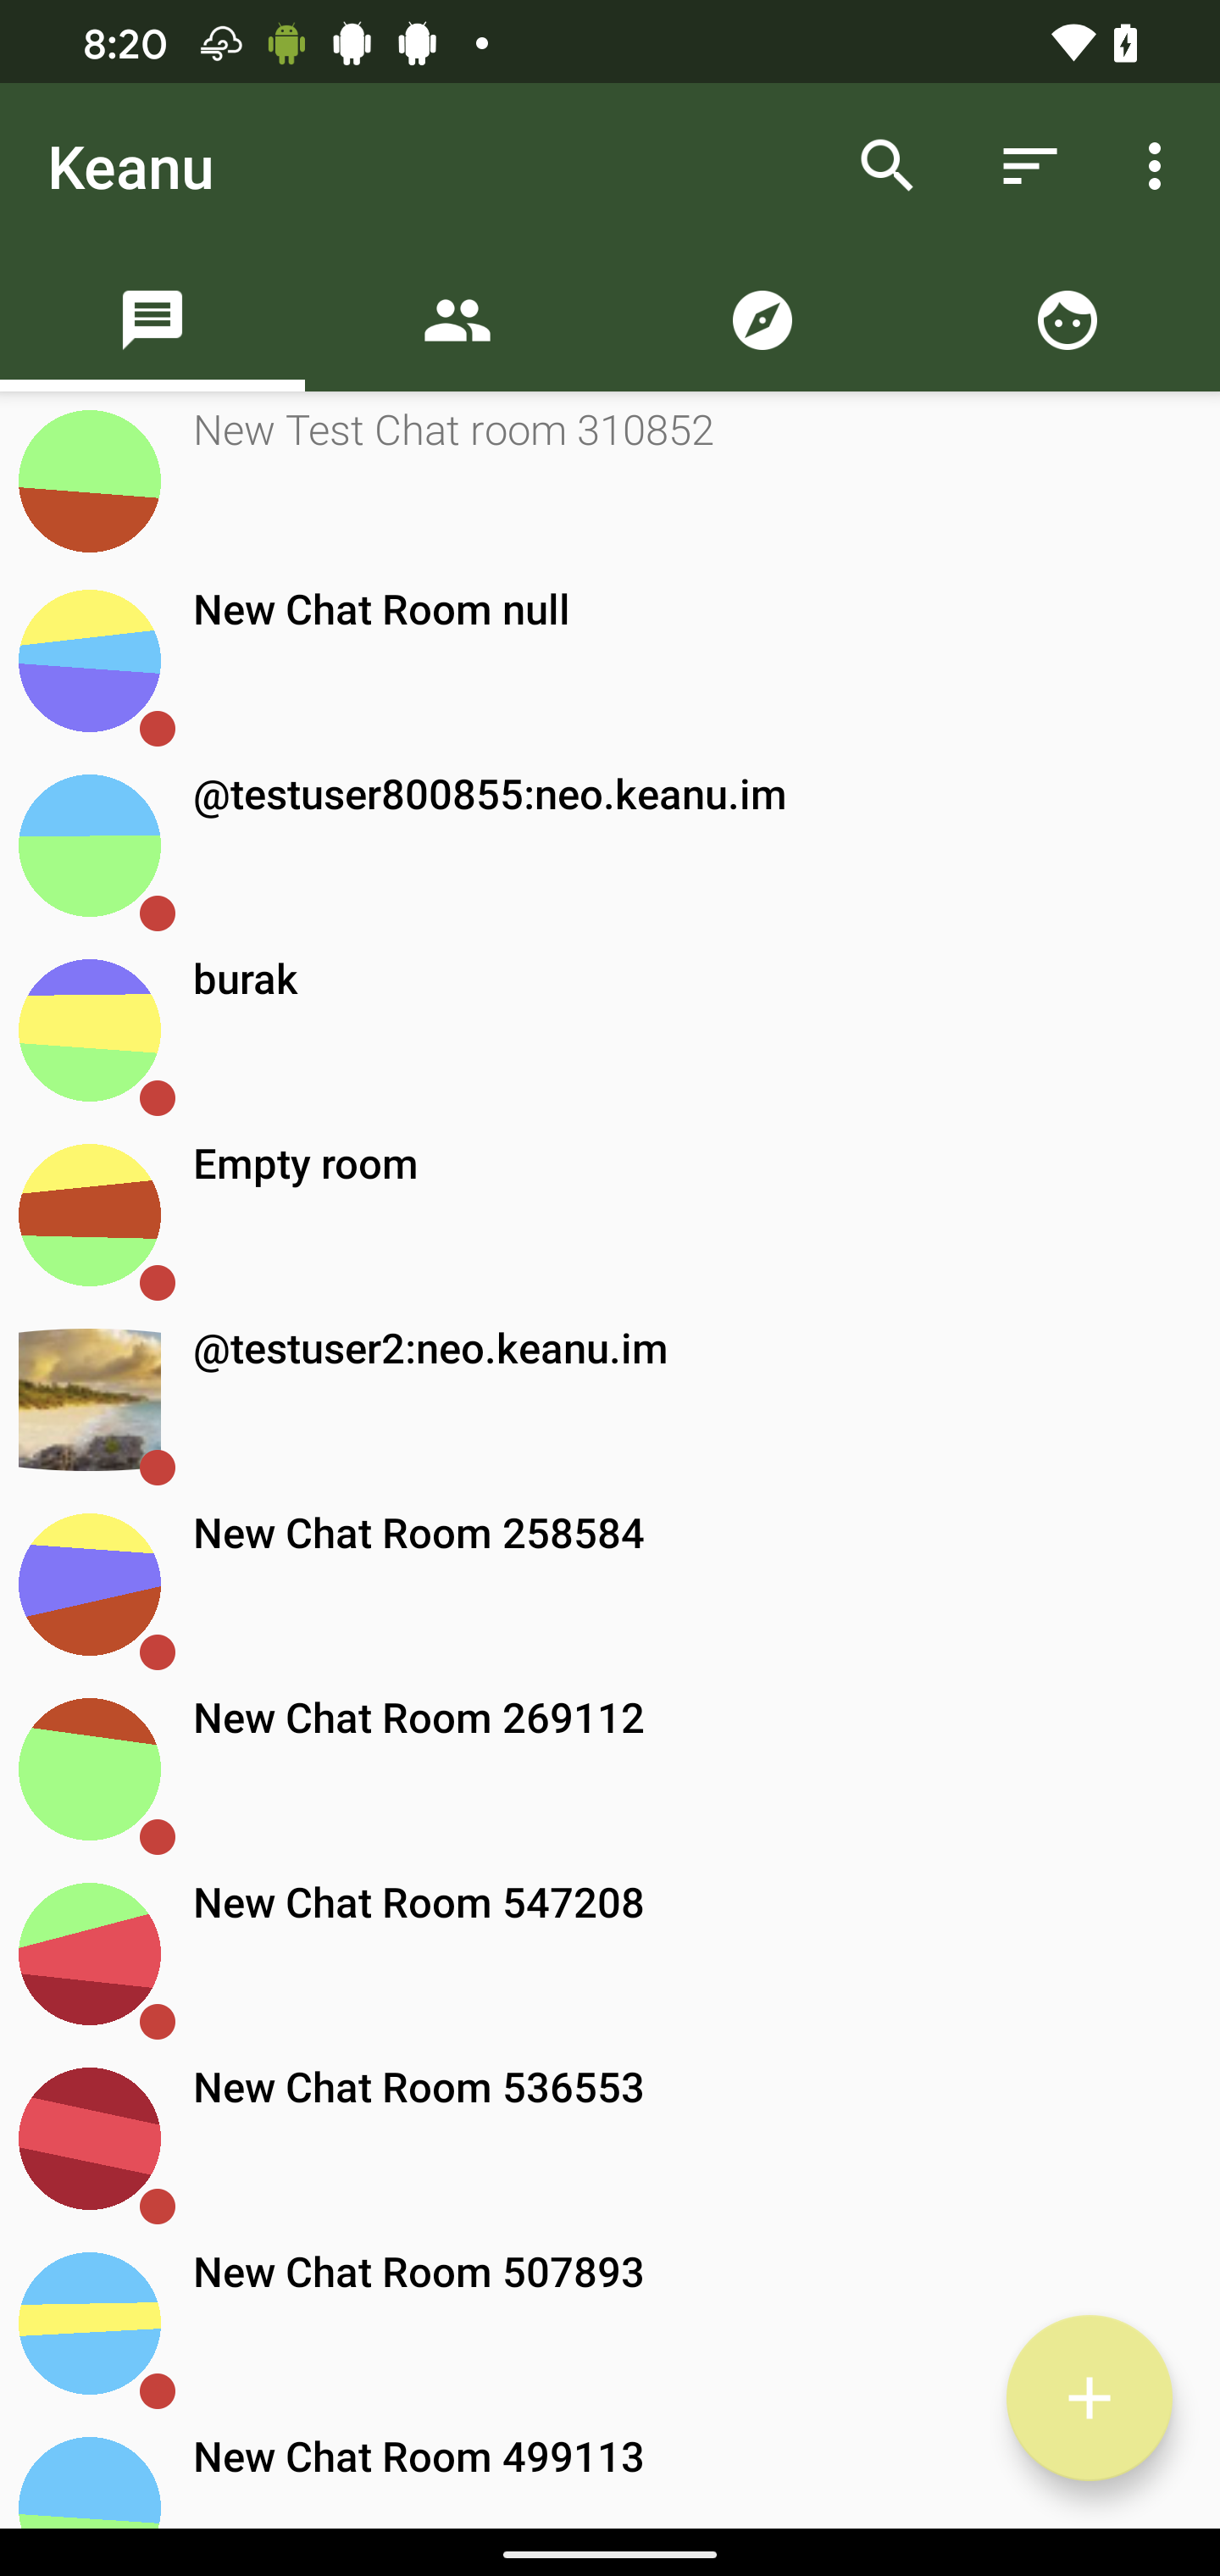 8:20
Keanu
New Test Chat room 310852
New Chat Room null
@testuser800855:neo.keanu.im
burak
Empty room
@testuser2:neo.keanu.im
New Chat Room 258584
New Chat Room 269112
New Chat Room 547208
New Chat Room 536553
New Chat Room 507893
New Chat Room 499113